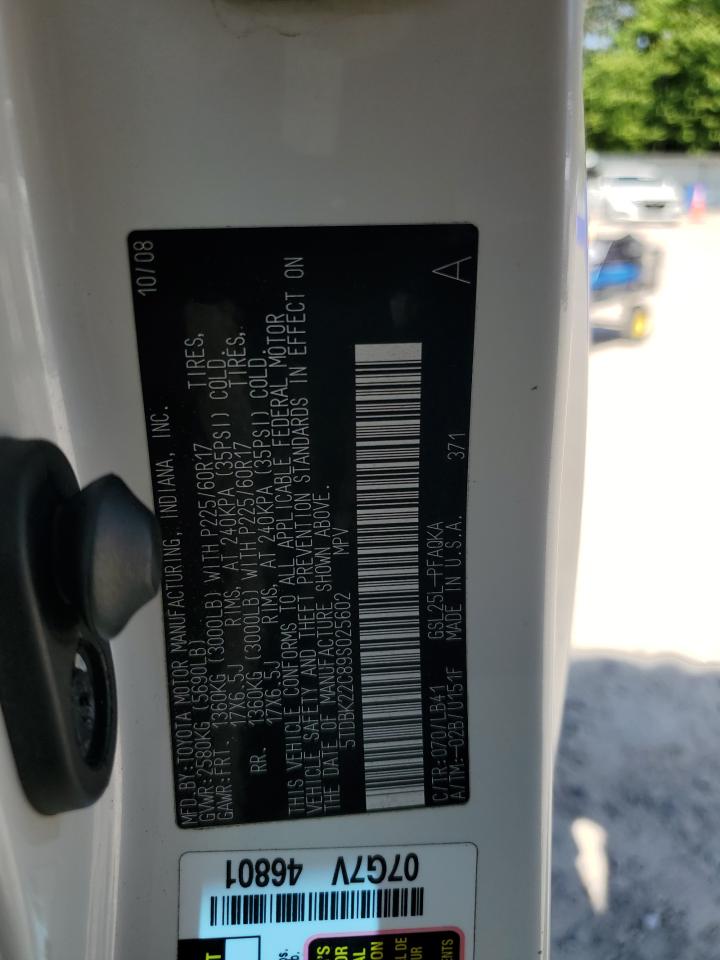 MFD.BY:TOYOTA MOTOR MANUFACTURING, INDIANA, INC. 10/08
GVWR:2580KG (5690LB)
GAWR:FRT. 1360KG (3000LB) WITH P225/60R17 TIRES,
17X6.5J RIMS, AT 240KPA (35PSI) COLD.
RR. 1360KG (3000LB) WITH P225/60R17 TIRES,
17X6.5J RIMS, AT 240KPA (35PSI) COLD.
THIS VEHICLE CONFORMS TO ALL APPLICABLE FEDERAL MOTOR
VEHICLE SAFETY AND THEFT PREVENTION STANDARDS IN EFFECT ON
THE DATE OF MANUFACTURE SHOWN ABOVE.
5TDBK22C89S025602 MPV
C/TR:070/LB41 GSL25L-PFAQKA
A/TM:-02B/U151F MADE IN U.S.A. 371 A
07G7V 46801